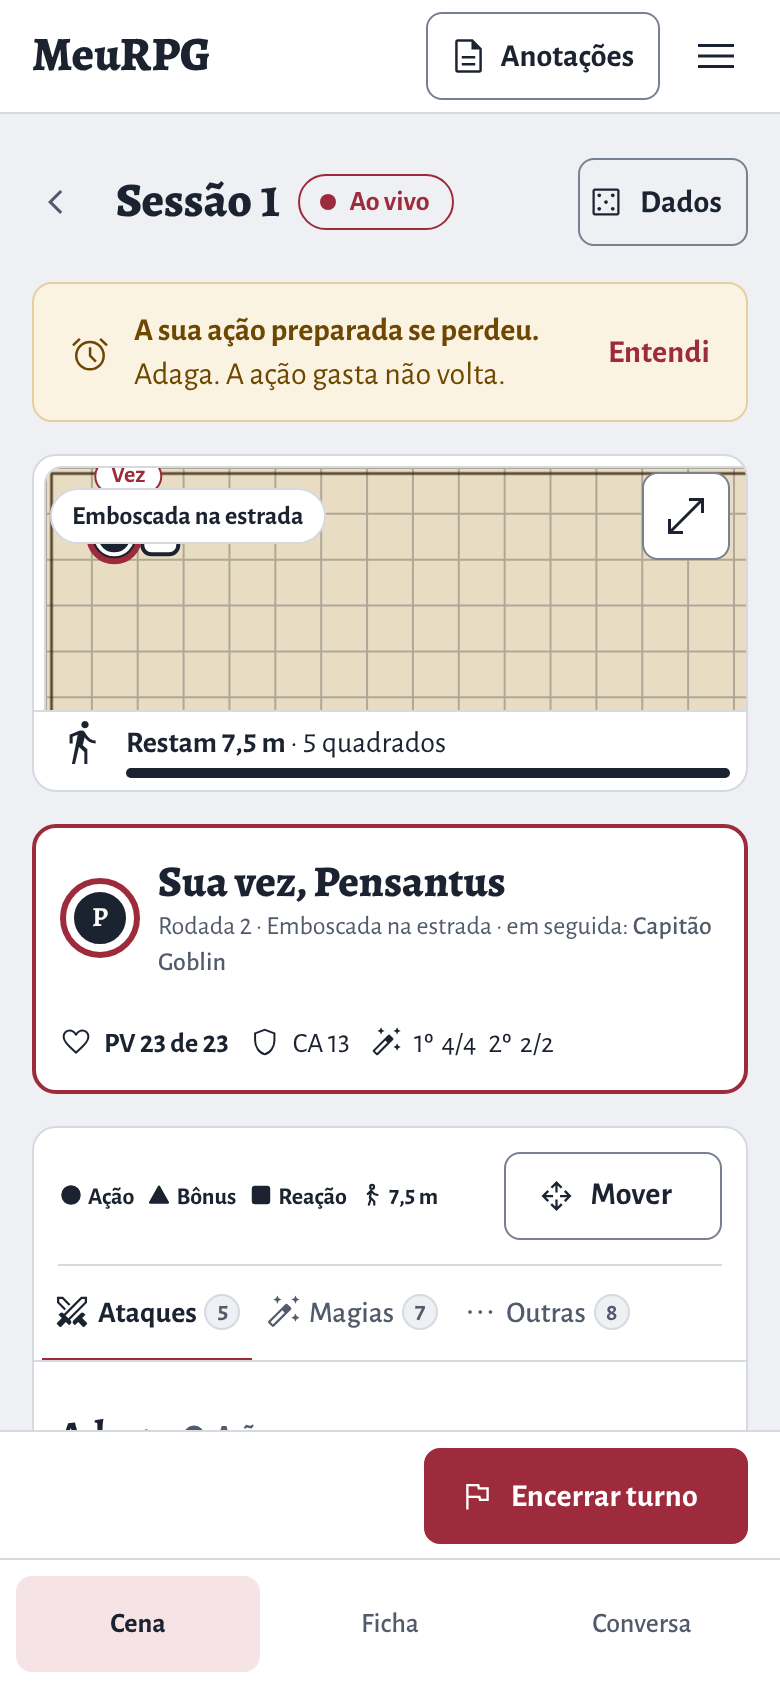 MeuRPG
Anotações
Sessão 1
Ao vivo
Dados
A sua ação preparada se perdeu.
Adaga. A ação gasta não volta.
Entendi
Vez
Emboscada na estrada
Restam 7,5 m · 5 quadrados
P
Sua vez, Pensantus
Rodada 2 · Emboscada na estrada · em seguida: Capitão
Goblin
PV 23 de 23
CA 13
1º 4/4 2º 2/2
Ação
Bônus
Reação
7,5 m
Mover
Ataques 5
Magias 7
Outras 8
Encerrar turno
Cena
Ficha
Conversa